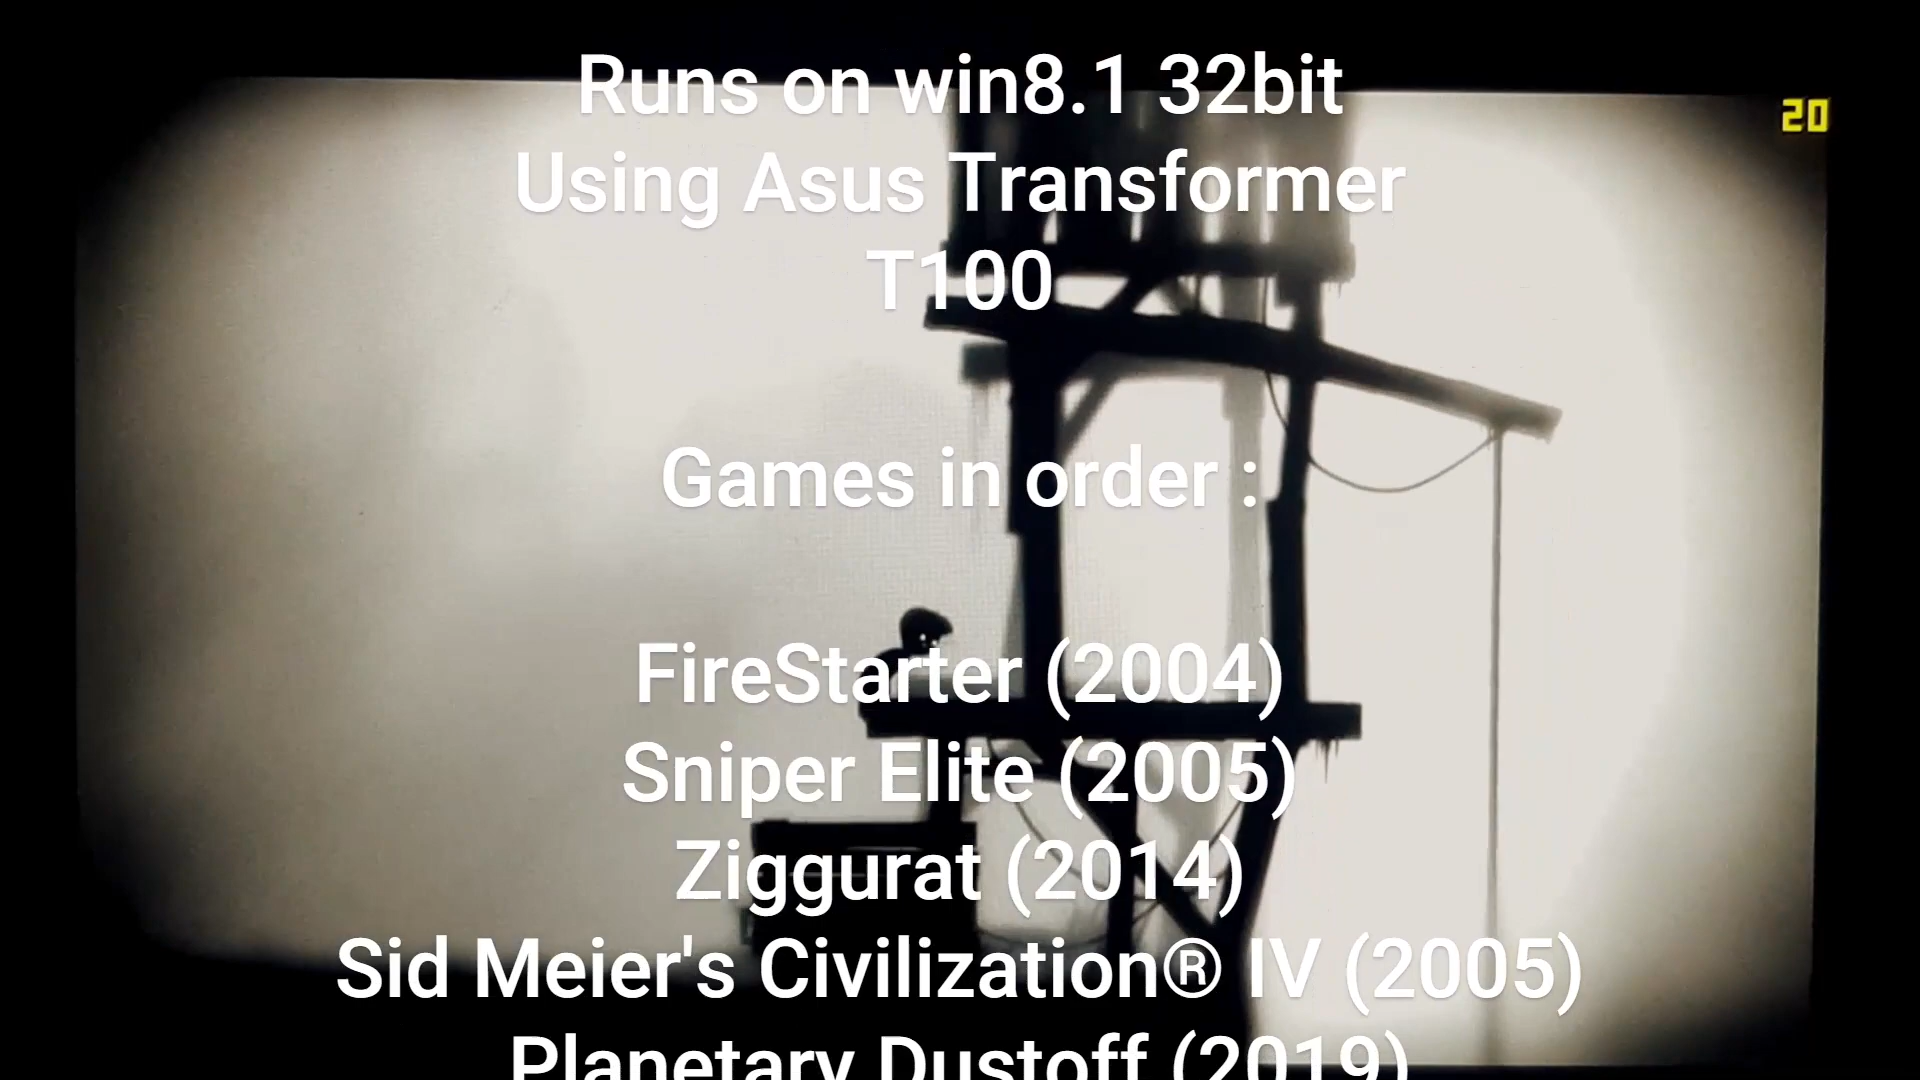 Runs on win8.1 32bit
20
Using Asus Transformer
T100
Games in order :
FireStarter (2004)
Sniper Elite (2005)
Ziggurat (2014)
Sid Meier's Civilization® IV (2005)
Planetary Dustoff (2019)